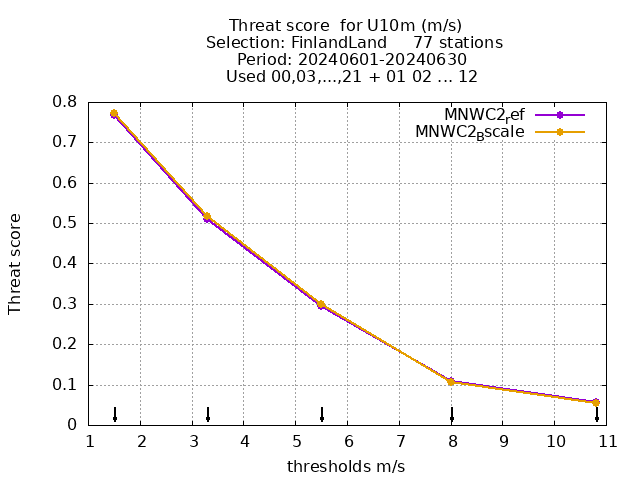 Threat score  for U10m (m/s)
Selection: FinlandLand     77 stations
Period: 20240601-20240630
Used 00,03,...,21 + 01 02 ... 12
MNWC2_ref
MNWC2_Bscale
0.8
0.7
0.6
0.5
0.4
0.3
0.2
0.1
0
Threat score
1 2 3 4 5 6 7 8 9 10 11
thresholds m/s